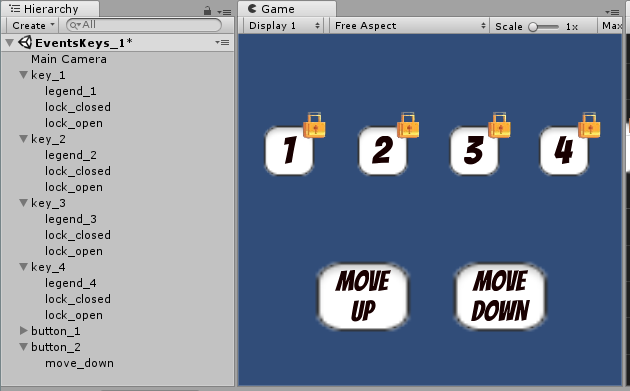 Hierarchy
Create
All
EventsKeys_1*
Main Camera
key_1
legend_1
lock_closed
lock_open
key_2
legend_2
lock_closed
lock_open
key_3
legend_3
lock_closed
lock_open
key_4
legend_4
lock_closed
lock_open
button_1
button_2
move_down
Game
Display 1
Free Aspect
Scale
1x
Max
1
2
3
4
MOVE
UP
MOVE
DOWN